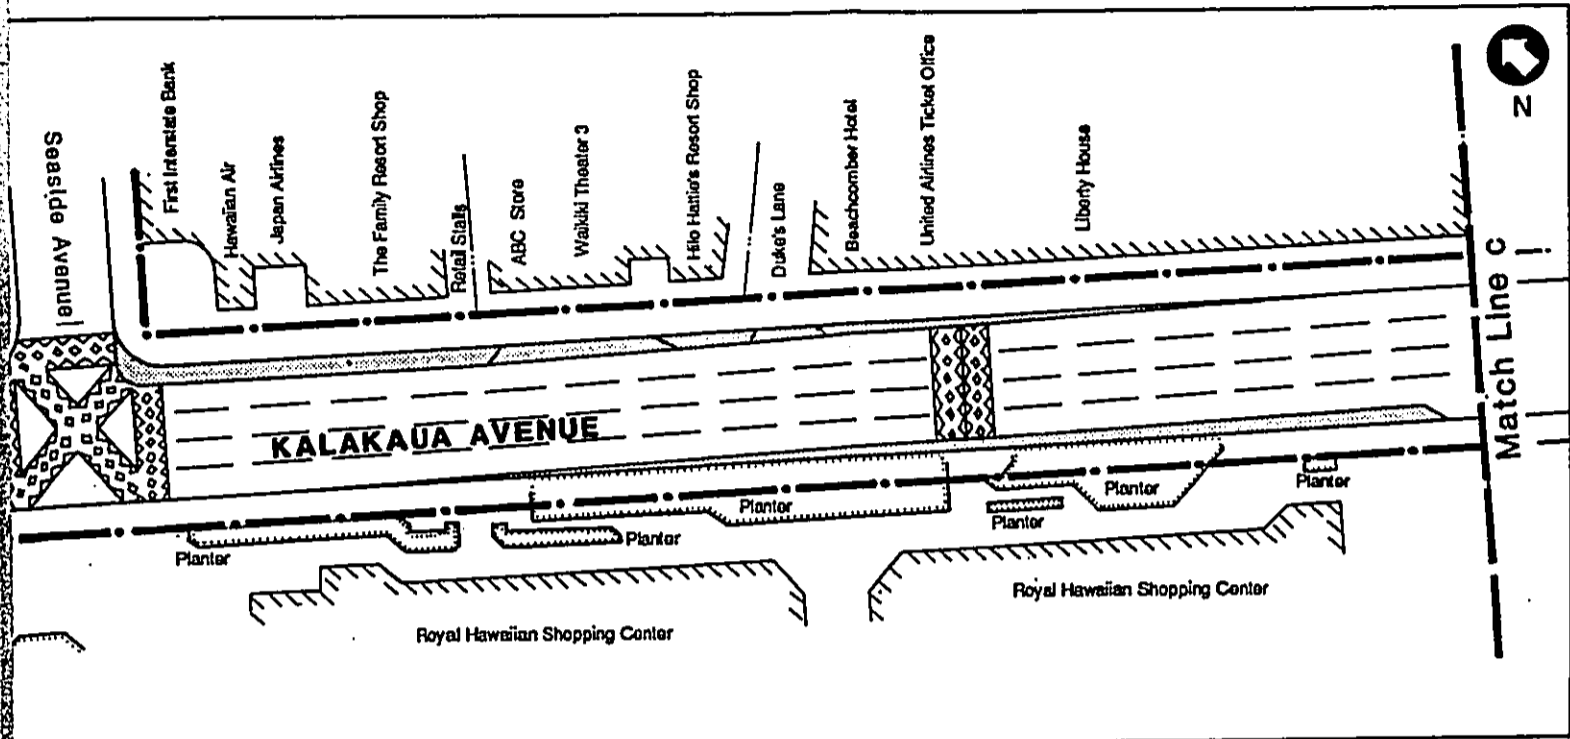 Seaside Avenue
First Interstate Bank
Hawaiian Air
Japan Airlines
The Family Resort Shop
Retail Stalls
ABC Store
Waikiki Theater 3
Hilo Hattie's Resort Shop
Duke's Lane
Beachcomber Hotel
United Airlines Ticket Office
Liberty House
N
Match Line C
KALAKAUA AVENUE
Planter
Planter
Planter
Planter
Planter
Planter
Royal Hawaiian Shopping Center
Royal Hawaiian Shopping Center